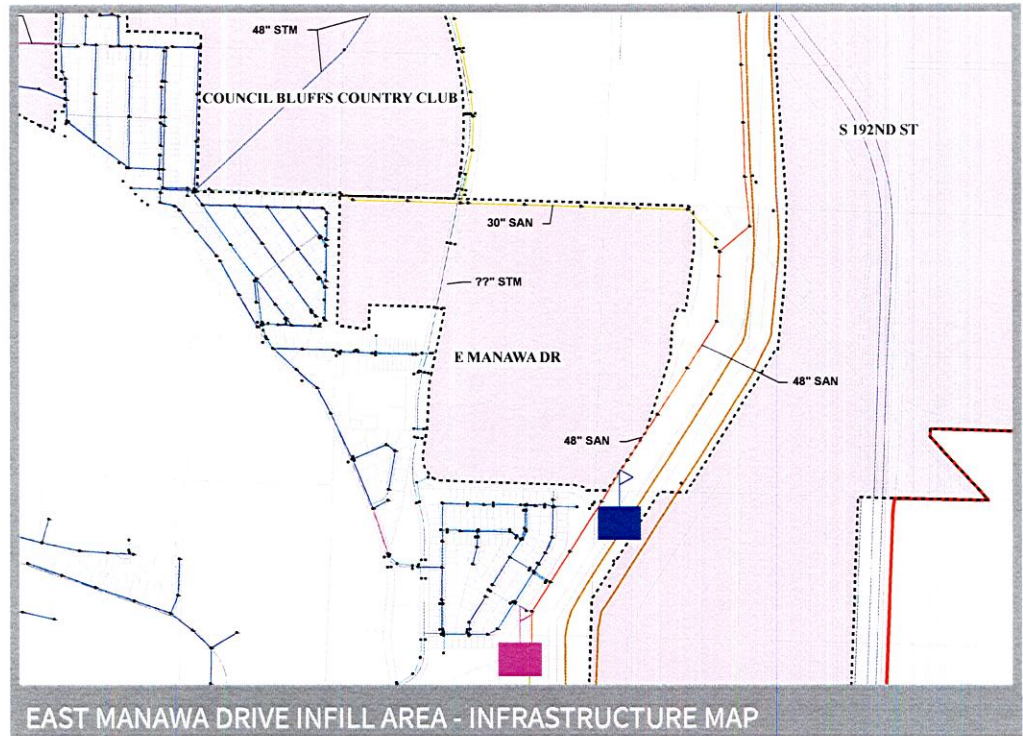 48" STM
COUNCIL BLUFFS COUNTRY CLUB
S 192ND ST
30" SAN
??" STM
E MANAWA DR
48" SAN
48" SAN
EAST MANAWA DRIVE INFILL AREA - INFRASTRUCTURE MAP